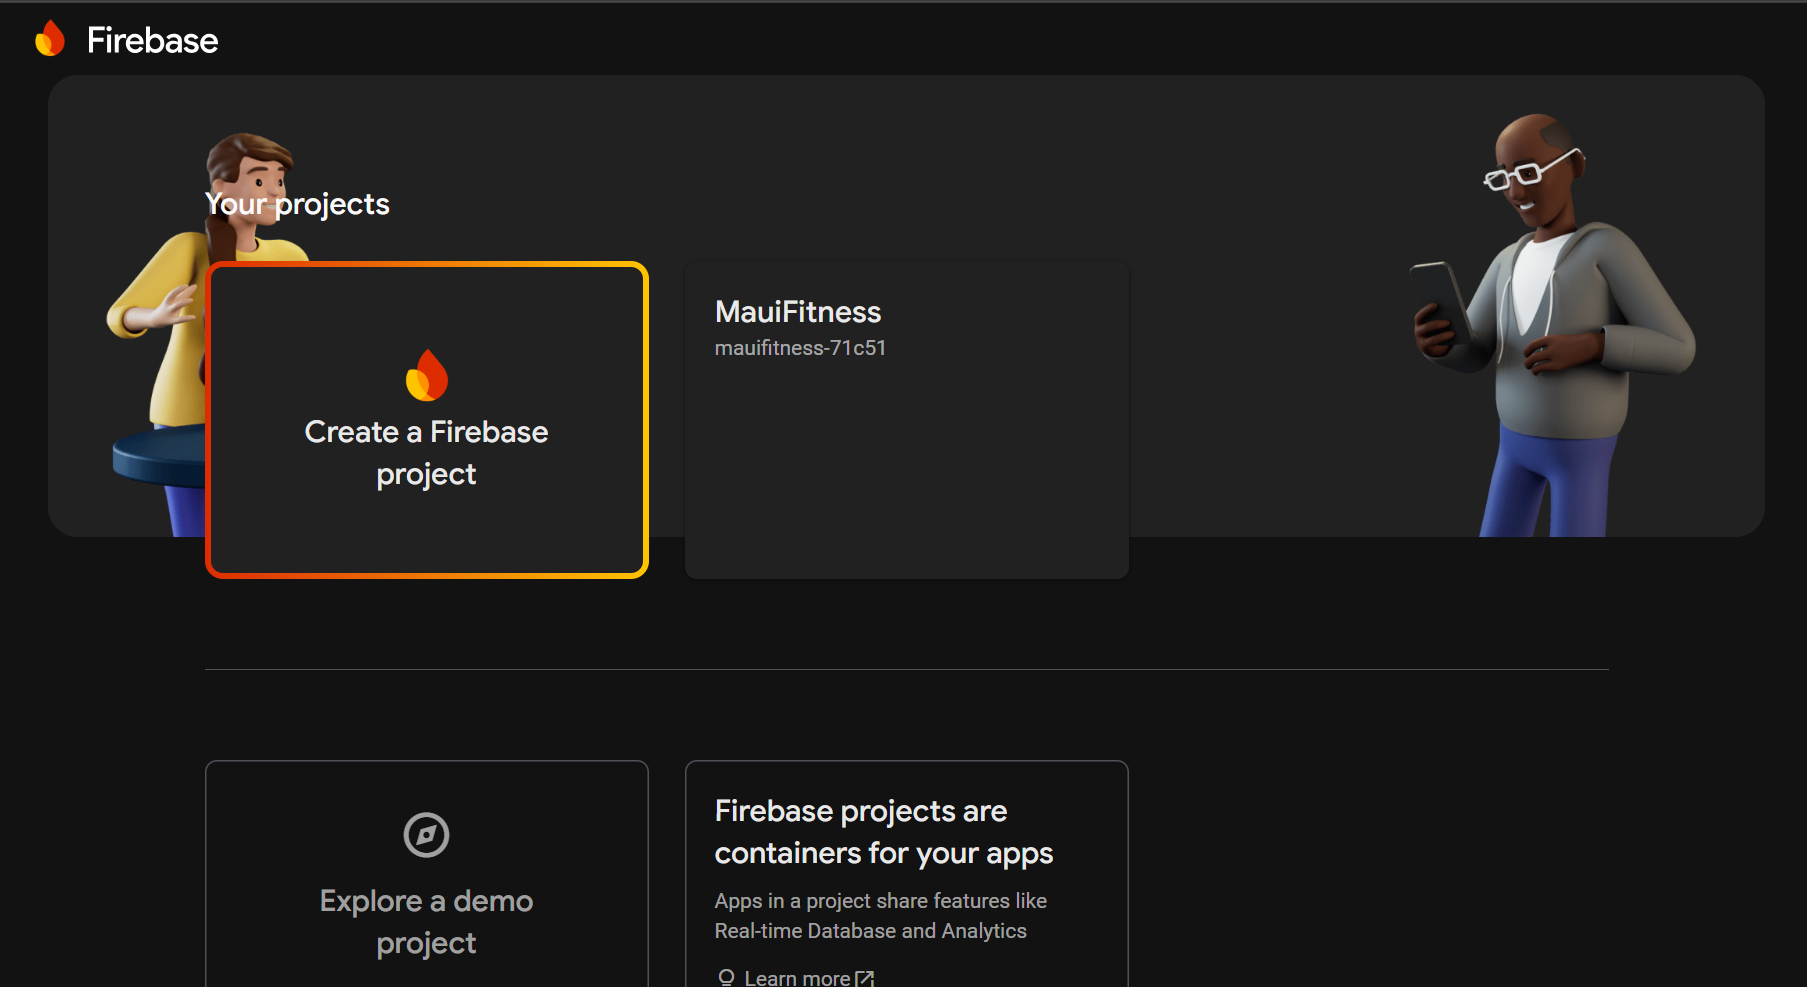 Firebase
Your projects
Create a Firebase
project
MauiFitness
mauifitness-71c51
Explore a demo
project
Firebase projects are
containers for your apps
Apps in a project share features like
Real-time Database and Analytics
Learn more